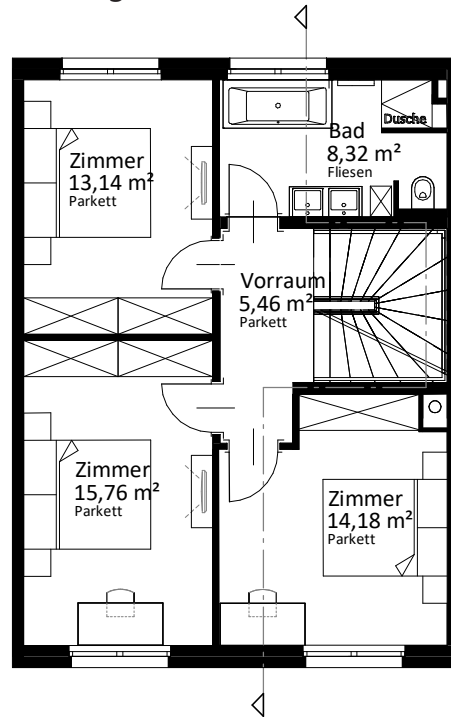 Zimmer
13,14 m²
Parkett
Dusche
Bad
8,32 m²
Fliesen
Vorraum
5,46 m²
Parkett
Zimmer
15,76 m²
Parkett
Zimmer
14,18 m²
Parkett